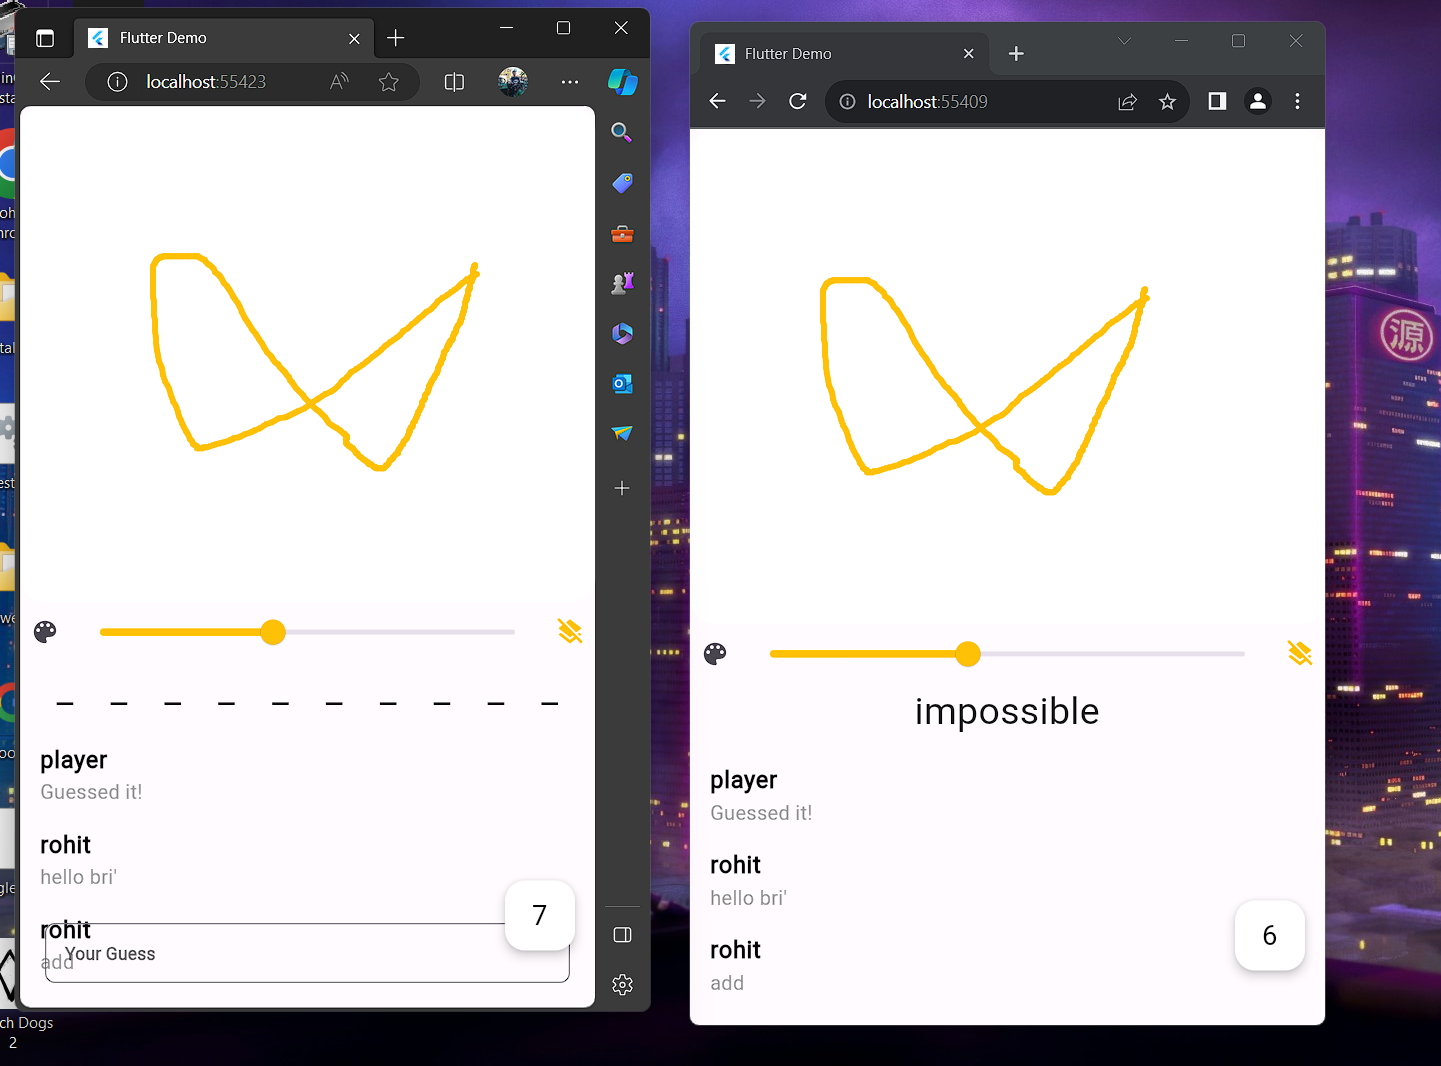 Flutter Demo
localhost:55423
_ _ _ _ _ _ _ _ _ _
player
Guessed it!
rohit
hello bri'
rohit
add
Your Guess
7
Flutter Demo
localhost:55409
impossible
player
Guessed it!
rohit
hello bri'
rohit
add
6
源
ch Dogs
2